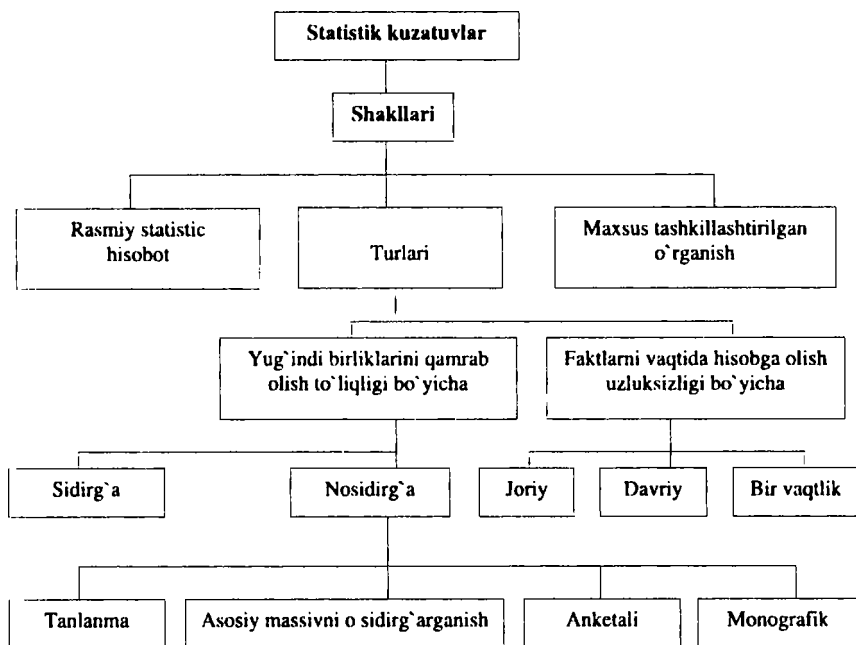 Statistik kuzatuvlar
Shakllari
Rasmiy statistic
hisobot
Turlari
Maxsus tashkillashtirilgan
o`rganish
Yug`indi birliklarini qamrab
olish to`liqligi bo`yicha
Faktlarni vaqtida hisobga olish
uzluksizligi bo`yicha
Sidirg`a
Nosidirg`a
Joriy
Davriy
Bir vaqtlik
Tanlanma
Asosiy massivni o sidirg`arganish
Anketali
Monografik